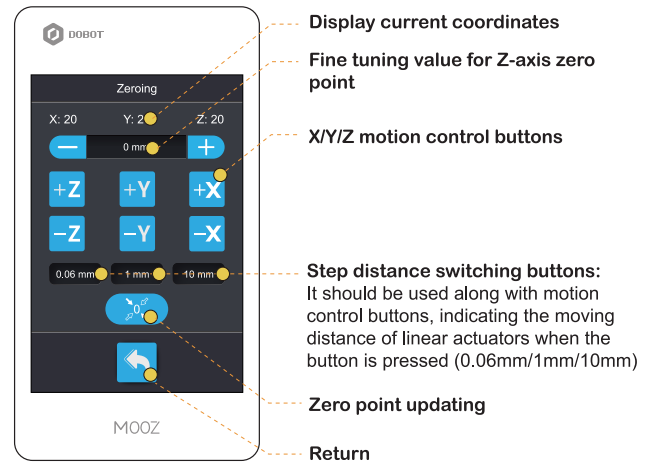 DOBOT
Zeroing
X: 20 Y: 2 Z: 20
0 mm
+Z +Y +X
−Z −Y −X
0.06 mm 1 mm 10 mm
0
MOOZ
Display current coordinates
Fine tuning value for Z-axis zero
point
X/Y/Z motion control buttons
Step distance switching buttons:
It should be used along with motion
control buttons, indicating the moving
distance of linear actuators when the
button is pressed (0.06mm/1mm/10mm)
Zero point updating
Return